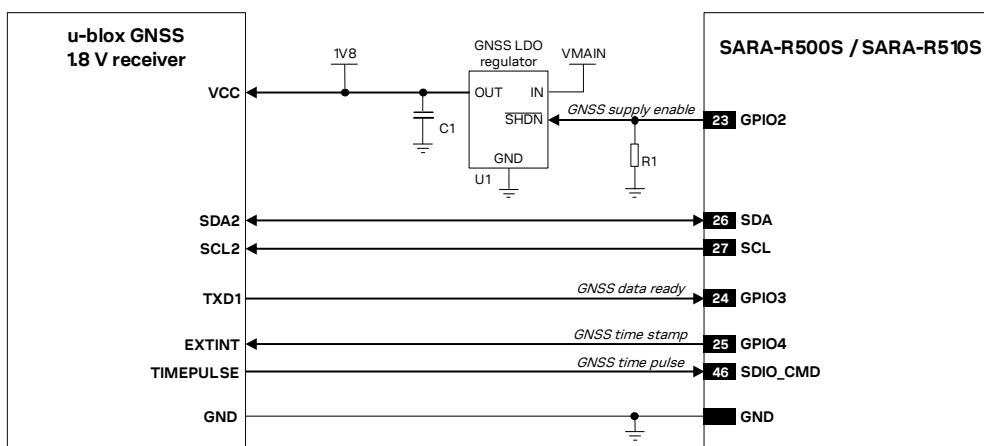 u-blox GNSS
1.8 V receiver
1V8
GNSS LDO
regulator
VMAIN
SARA-R500S / SARA-R510S
VCC
OUT
IN
GNSS supply enable
23
GPIO2
C1
SHDN
GND
R1
U1
SDA2
26
SDA
SCL2
27
SCL
TXD1
GNSS data ready
24
GPIO3
EXTINT
GNSS time stamp
25
GPIO4
TIMEPULSE
GNSS time pulse
46
SDIO_CMD
GND
GND